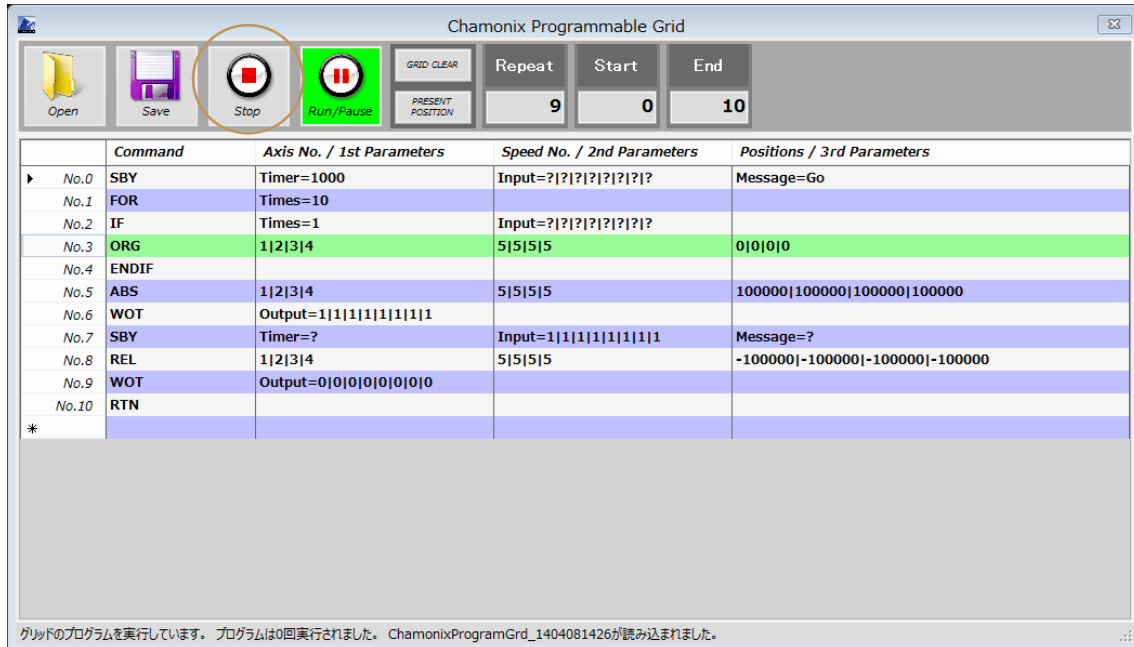 Chamonix Programmable Grid
Open
Save
Stop
Run/Pause
GRID CLEAR
PRESENT POSITION
Repeat Start End
9 0 10
Command Axis No. / 1st Parameters Speed No. / 2nd Parameters Positions / 3rd Parameters
No.0 SBY Timer=1000 Input=?|?|?|?|?|?|?|? Message=Go
No.1 FOR Times=10
No.2 IF Times=1 Input=?|?|?|?|?|?|?|?
No.3 ORG 1|2|3|4 5|5|5|5 0|0|0|0
No.4 ENDIF
No.5 ABS 1|2|3|4 5|5|5|5 100000|100000|100000|100000
No.6 WOT Output=1|1|1|1|1|1|1|1
No.7 SBY Timer=? Input=1|1|1|1|1|1|1|1 Message=?
No.8 REL 1|2|3|4 5|5|5|5 -100000|-100000|-100000|-100000
No.9 WOT Output=0|0|0|0|0|0|0|0
No.10 RTN
*
グリッドのプログラムを実行しています。 プログラムは0回実行されました。 ChamonixProgramGrd_1404081426が読み込まれました。